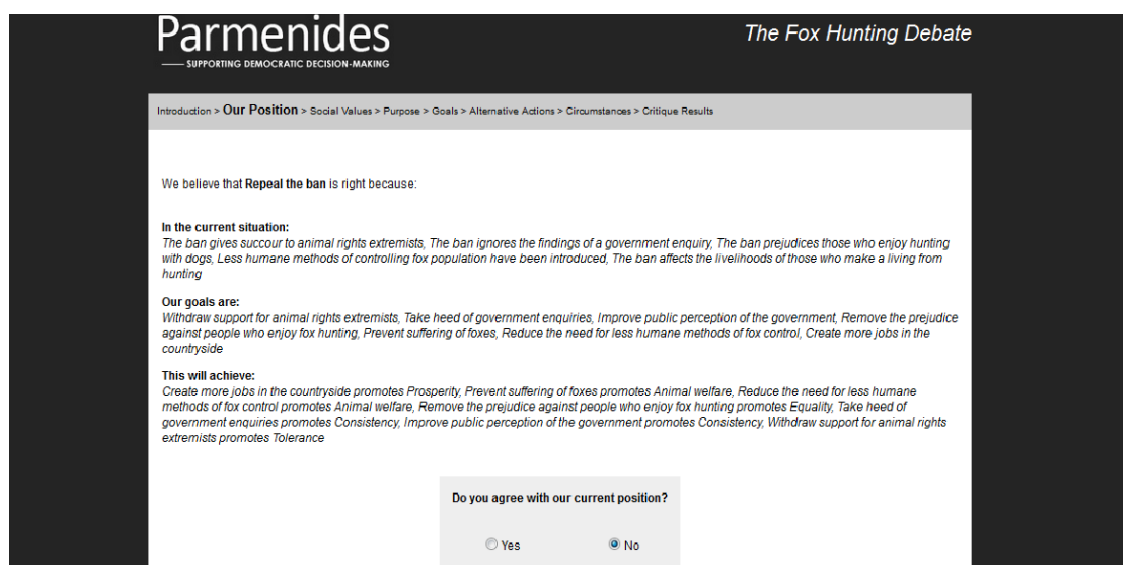 Parmenides
SUPPORTING DEMOCRATIC DECISION-MAKING
The Fox Hunting Debate
Introduction > Our Position > Social Values > Purpose > Goals > Alternative Actions > Circumstances > Critique Results
We believe that Repeal the ban is right because:
In the current situation:
The ban gives succour to animal rights extremists, The ban ignores the findings of a government enquiry, The ban prejudices those who enjoy hunting
with dogs, Less humane methods of controlling fox population have been introduced, The ban affects the livelihoods of those who make a living from
hunting
Our goals are:
Withdraw support for animal rights extremists, Take heed of government enquiries, Improve public perception of the government, Remove the prejudice
against people who enjoy fox hunting, Prevent suffering of foxes, Reduce the need for less humane methods of fox control, Create more jobs in the
countryside
This will achieve:
Create more jobs in the countryside promotes Prosperity, Prevent suffering of foxes promotes Animal welfare, Reduce the need for less humane
methods of fox control promotes Animal welfare, Remove the prejudice against people who enjoy fox hunting promotes Equality, Take heed of
government enquiries promotes Consistency, Improve public perception of the government promotes Consistency, Withdraw support for animal rights
extremists promotes Tolerance
Do you agree with our current position?
Yes No